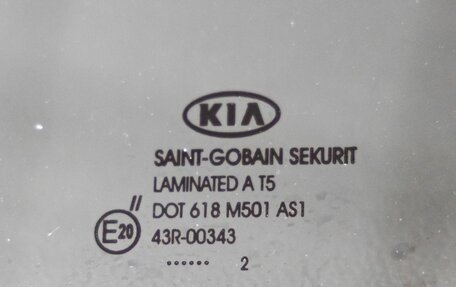 KIA
SAINT-GOBAIN SEKURIT
LAMINATED A T5
DOT 618 M501 AS1
E20 // 43R-00343
...... 2